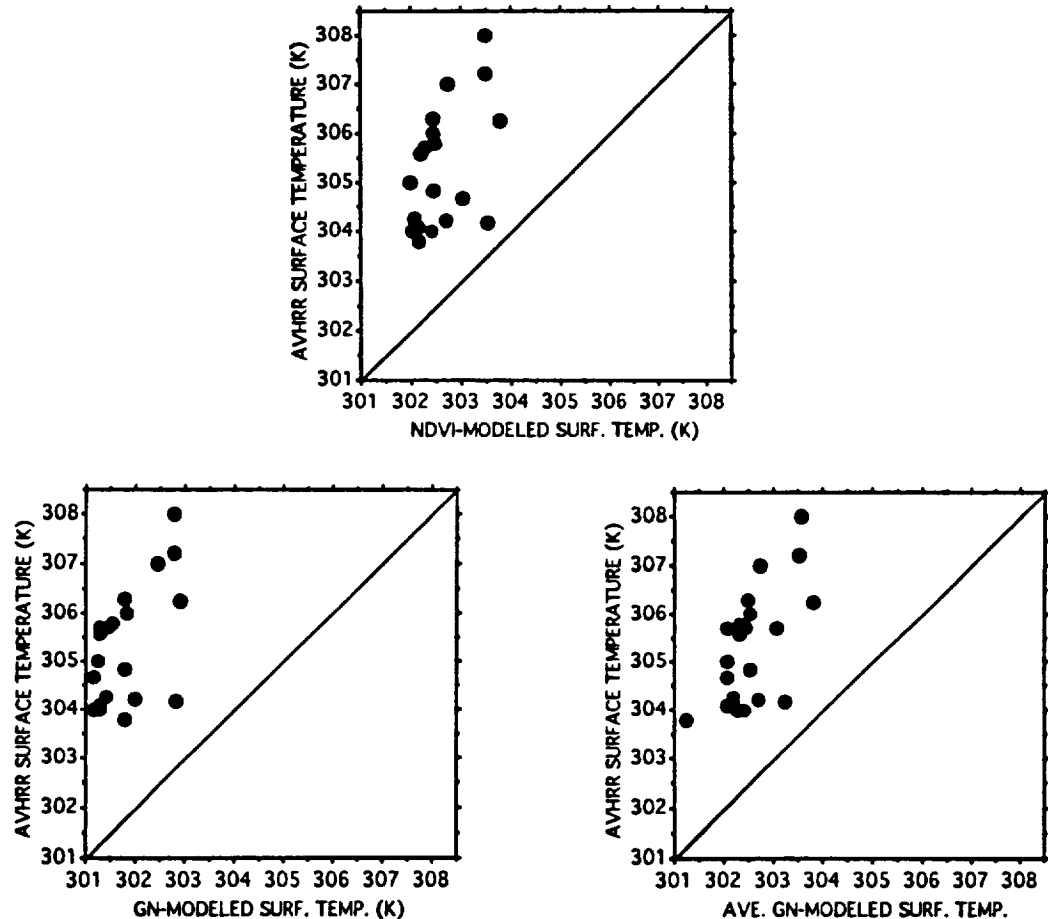 AVHRR SURFACE TEMPERATURE (K)
308
307
306
305
304
303
302
301
301 302 303 304 305 306 307 308
NDVI-MODELED SURF. TEMP. (K)
AVHRR SURFACE TEMPERATURE (K)
308
307
306
305
304
303
302
301
301 302 303 304 305 306 307 308
GN-MODELED SURF. TEMP. (K)
AVHRR SURFACE TEMPERATURE (K)
308
307
306
305
304
303
302
301
301 302 303 304 305 306 307 308
AVE. GN-MODELED SURF. TEMP.